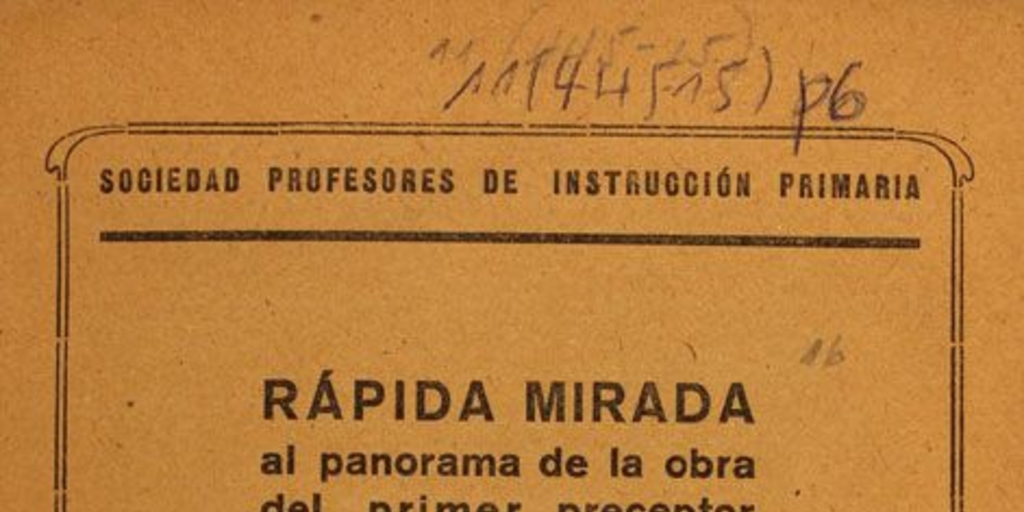 11(445-15) p6
SOCIEDAD PROFESORES DE INSTRUCCIÓN PRIMARIA
16
RÁPIDA MIRADA
al panorama de la obra
del primer preceptor